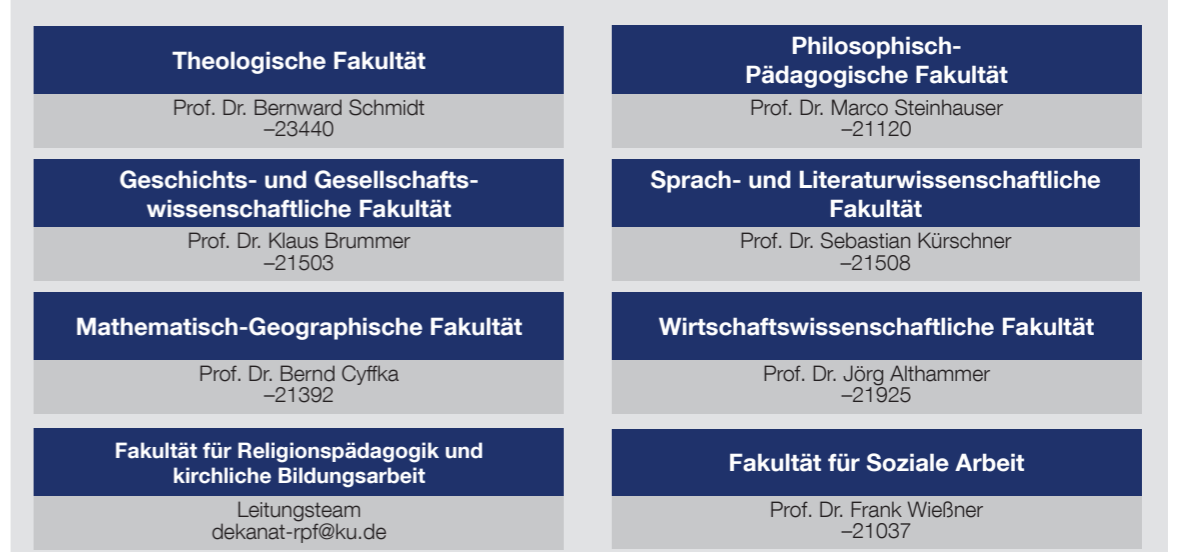 Theologische Fakultät
Prof. Dr. Bernward Schmidt
–23440
Philosophisch-
Pädagogische Fakultät
Prof. Dr. Marco Steinhauser
–21120
Geschichts- und Gesellschafts-
wissenschaftliche Fakultät
Prof. Dr. Klaus Brummer
–21503
Sprach- und Literaturwissenschaftliche
Fakultät
Prof. Dr. Sebastian Kürschner
–21508
Mathematisch-Geographische Fakultät
Prof. Dr. Bernd Cyffka
–21392
Wirtschaftswissenschaftliche Fakultät
Prof. Dr. Jörg Althammer
–21925
Fakultät für Religionspädagogik und
kirchliche Bildungsarbeit
Leitungsteam
dekanat-rpf@ku.de
Fakultät für Soziale Arbeit
Prof. Dr. Frank Wießner
–21037